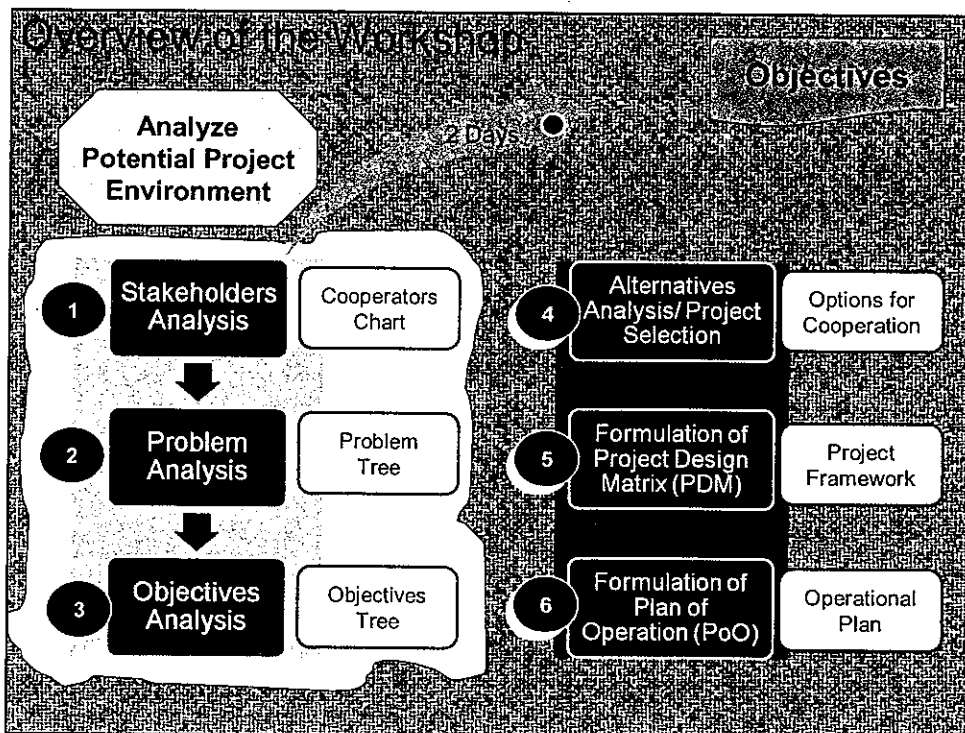 Overview of the Workshop
Objectives
Analyze
Potential Project
Environment
2 Days
1
Stakeholders
Analysis
Cooperators
Chart
2
Problem
Analysis
Problem
Tree
3
Objectives
Analysis
Objectives
Tree
4
Alternatives
Analysis/ Project
Selection
Options for
Cooperation
5
Formulation of
Project Design
Matrix (PDM)
Project
Framework
6
Formulation of
Plan of
Operation (PoO)
Operational
Plan